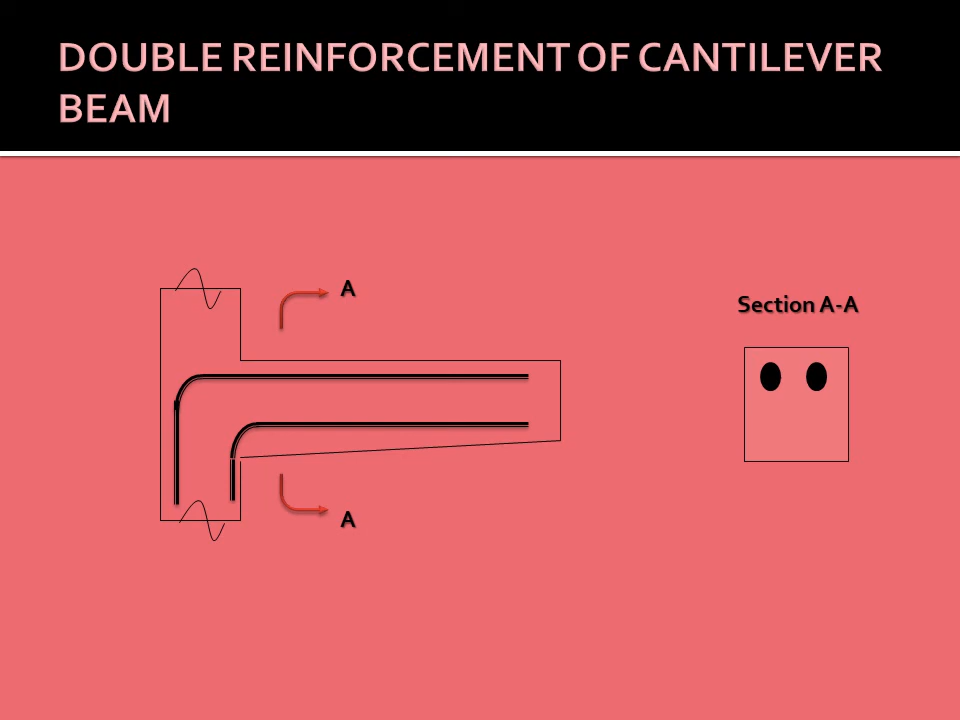 DOUBLE REINFORCEMENT OF CANTILEVER
BEAM
A
Section A-A
A